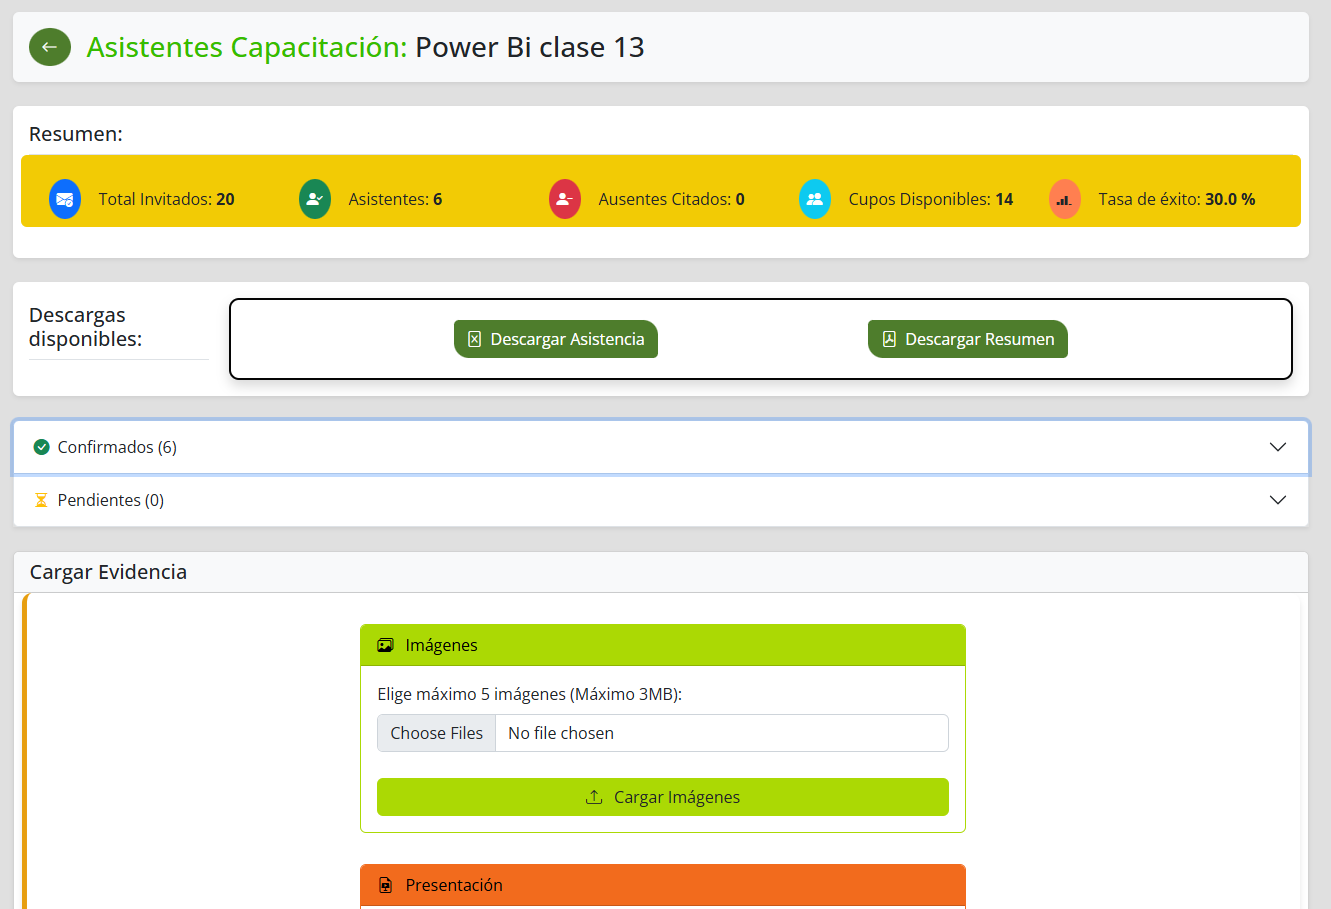 Asistentes Capacitación: Power Bi clase 13
Resumen:
Total Invitados: 20
Asistentes: 6
Ausentes Citados: 0
Cupos Disponibles: 14
Tasa de éxito: 30.0 %
Descargas
disponibles:
Descargar Asistencia
Descargar Resumen
Confirmados (6)
Pendientes (0)
Cargar Evidencia
Imágenes
Elige máximo 5 imágenes (Máximo 3MB):
Choose Files No file chosen
Cargar Imágenes
Presentación